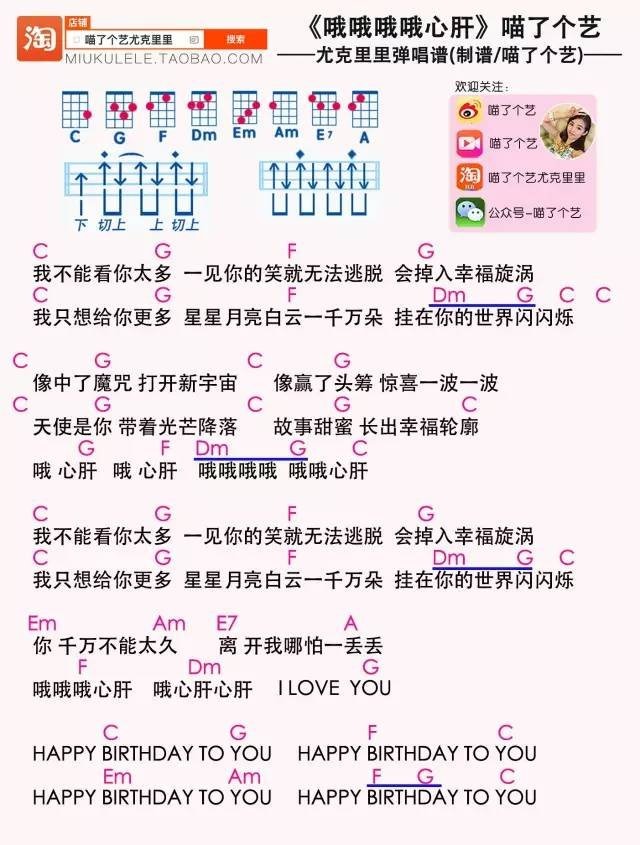 店铺
《哦哦哦哦心肝》喵了个艺
淘 喵了个艺尤克里里 搜索
MIUKULELE.TAOBAO.COM
——尤克里里弹唱谱(制谱/喵了个艺)——
欢迎关注:
喵了个艺
喵了个艺
淘 喵了个艺尤克里里
公众号-喵了个艺
C G F Dm Em Am E7 A
下 切上 上 切上
C G F G
我不能看你太多 一见你的笑就无法逃脱 会掉入幸福旋涡
C G F Dm G C C
我只想给你更多 星星月亮白云一千万朵 挂在你的世界闪闪烁
C G C G
像中了魔咒 打开新宇宙 像赢了头筹 惊喜一波一波
C G C G C
天使是你 带着光芒降落 故事甜蜜 长出幸福轮廓
G F Dm G C
哦 心肝 哦 心肝 哦哦哦哦 哦哦心肝
C G F G
我不能看你太多 一见你的笑就无法逃脱 会掉入幸福旋涡
C G F Dm G C
我只想给你更多 星星月亮白云一千万朵 挂在你的世界闪闪烁
Em Am E7 A
你 千万不能太久 离 开我哪怕一丢丢
F Dm G
哦哦哦心肝 哦心肝心肝 I LOVE YOU
C G F C
HAPPY BIRTHDAY TO YOU HAPPY BIRTHDAY TO YOU
Em Am F G C
HAPPY BIRTHDAY TO YOU HAPPY BIRTHDAY TO YOU